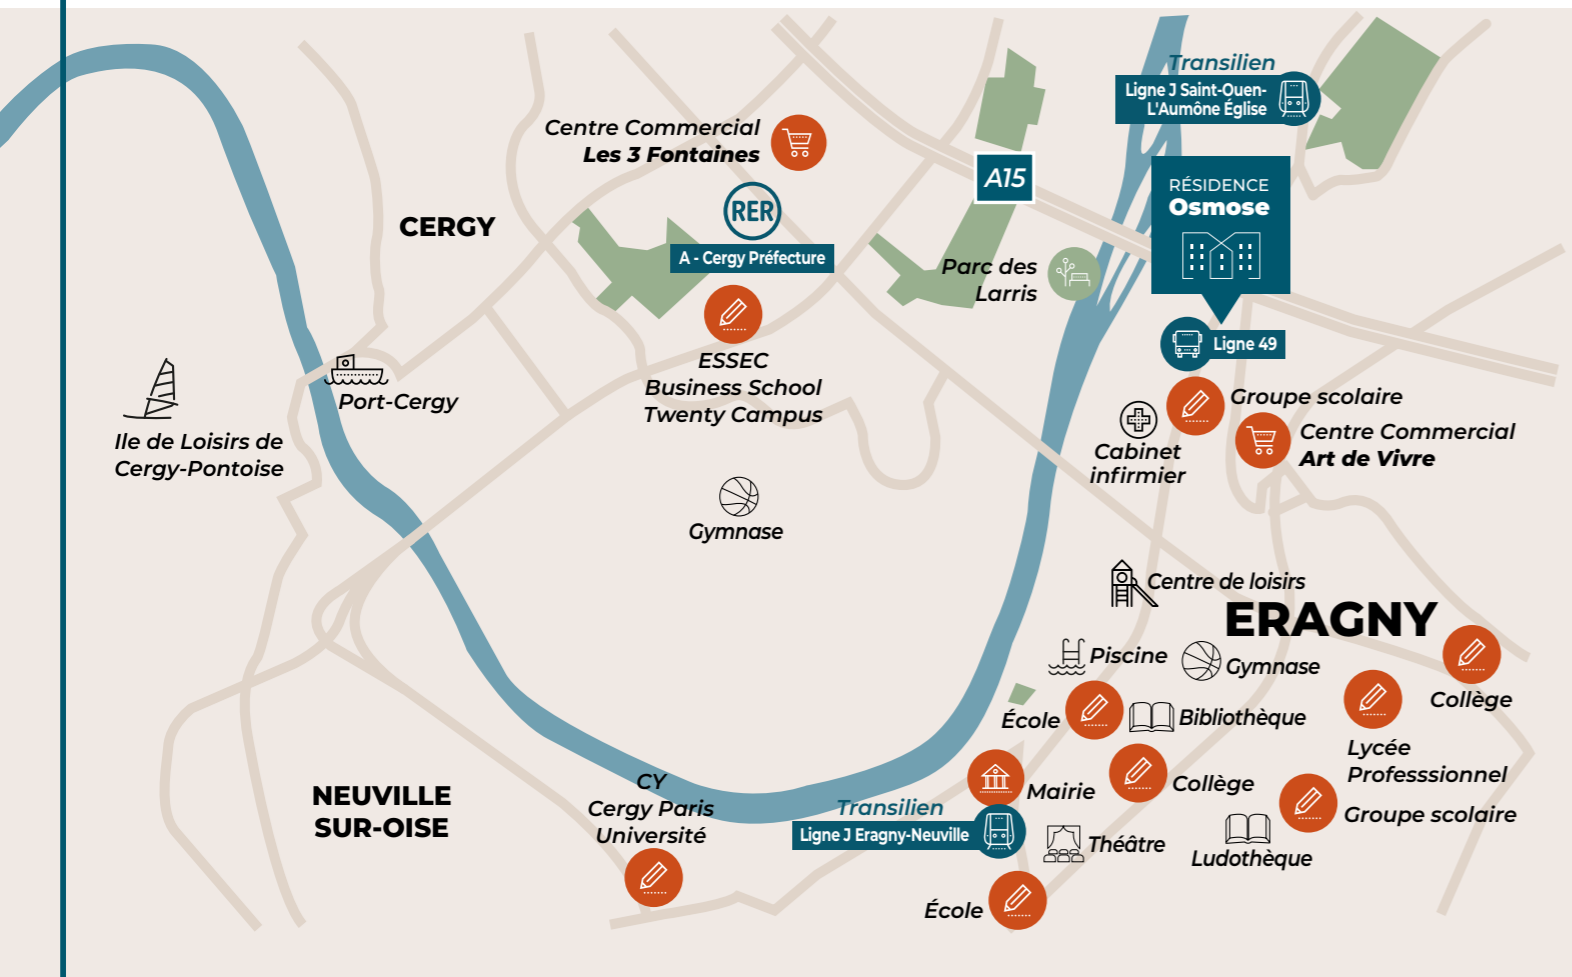 Transilien
Ligne J Saint-Ouen-
L'Aumône Église
Centre Commercial
Les 3 Fontaines
A15
RÉSIDENCE
Osmose
RER
CERGY
A - Cergy Préfecture
Parc des
Larris
Ligne 49
ESSEC
Business School
Twenty Campus
Port-Cergy
Ile de Loisirs de
Cergy-Pontoise
Groupe scolaire
Centre Commercial
Art de Vivre
Cabinet
infirmier
Gymnase
Centre de loisirs
ERAGNY
Piscine
Gymnase
Collège
École
Bibliothèque
Lycée
Professsionnel
Mairie
Collège
Groupe scolaire
NEUVILLE
SUR-OISE
CY
Cergy Paris
Université
Transilien
Ligne J Eragny-Neuville
Théâtre
Ludothèque
École